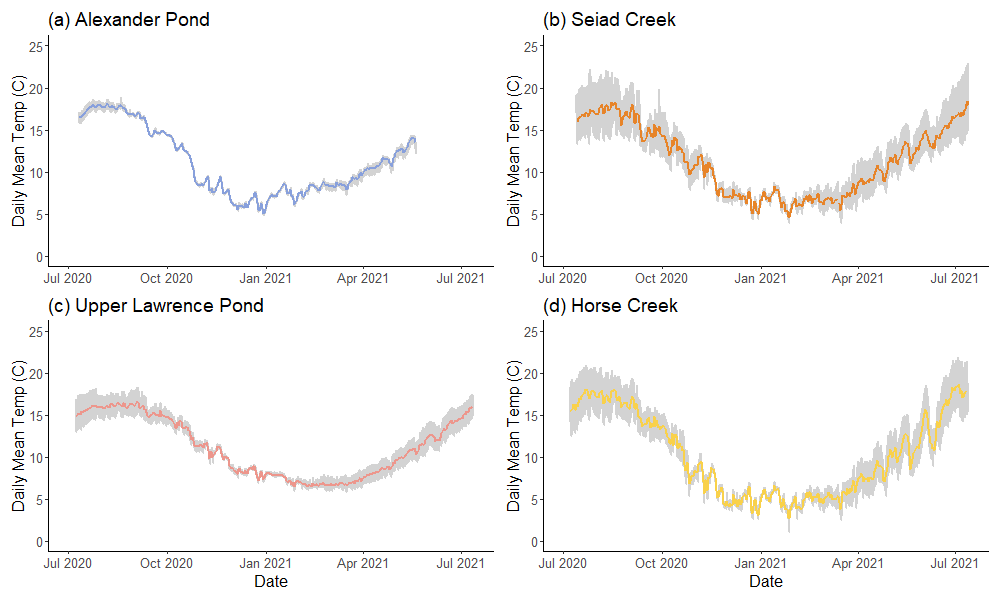 (a) Alexander Pond
Daily Mean Temp (C)
25
20
15
10
5
0
Jul 2020 Oct 2020 Jan 2021 Apr 2021 Jul 2021
(b) Seiad Creek
Daily Mean Temp (C)
25
20
15
10
5
0
Jul 2020 Oct 2020 Jan 2021 Apr 2021 Jul 2021
(c) Upper Lawrence Pond
Daily Mean Temp (C)
25
20
15
10
5
0
Jul 2020 Oct 2020 Jan 2021 Apr 2021 Jul 2021
Date
(d) Horse Creek
Daily Mean Temp (C)
25
20
15
10
5
0
Jul 2020 Oct 2020 Jan 2021 Apr 2021 Jul 2021
Date